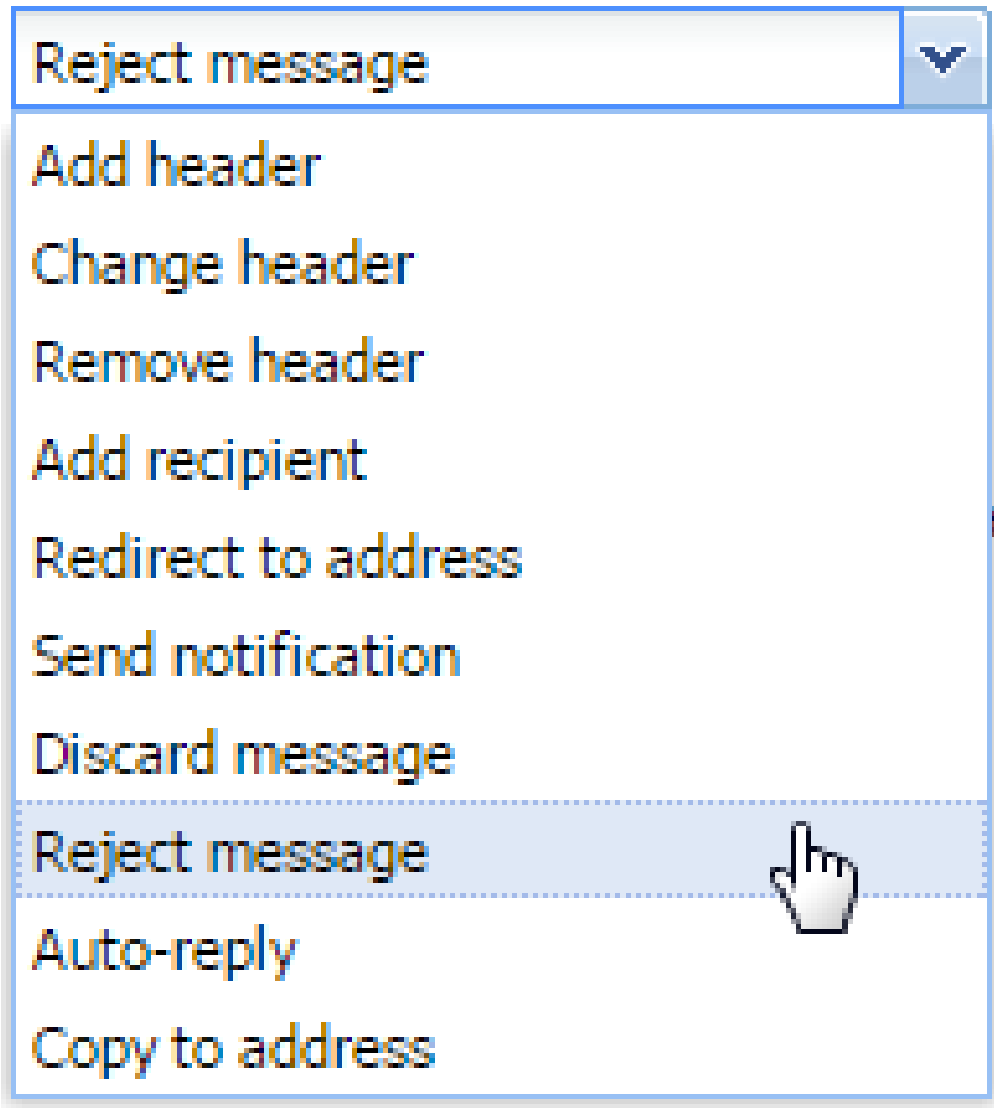 Reject message
Add header
Change header
Remove header
Add recipient
Redirect to address
Send notification
Discard message
Reject message
Auto-reply
Copy to address